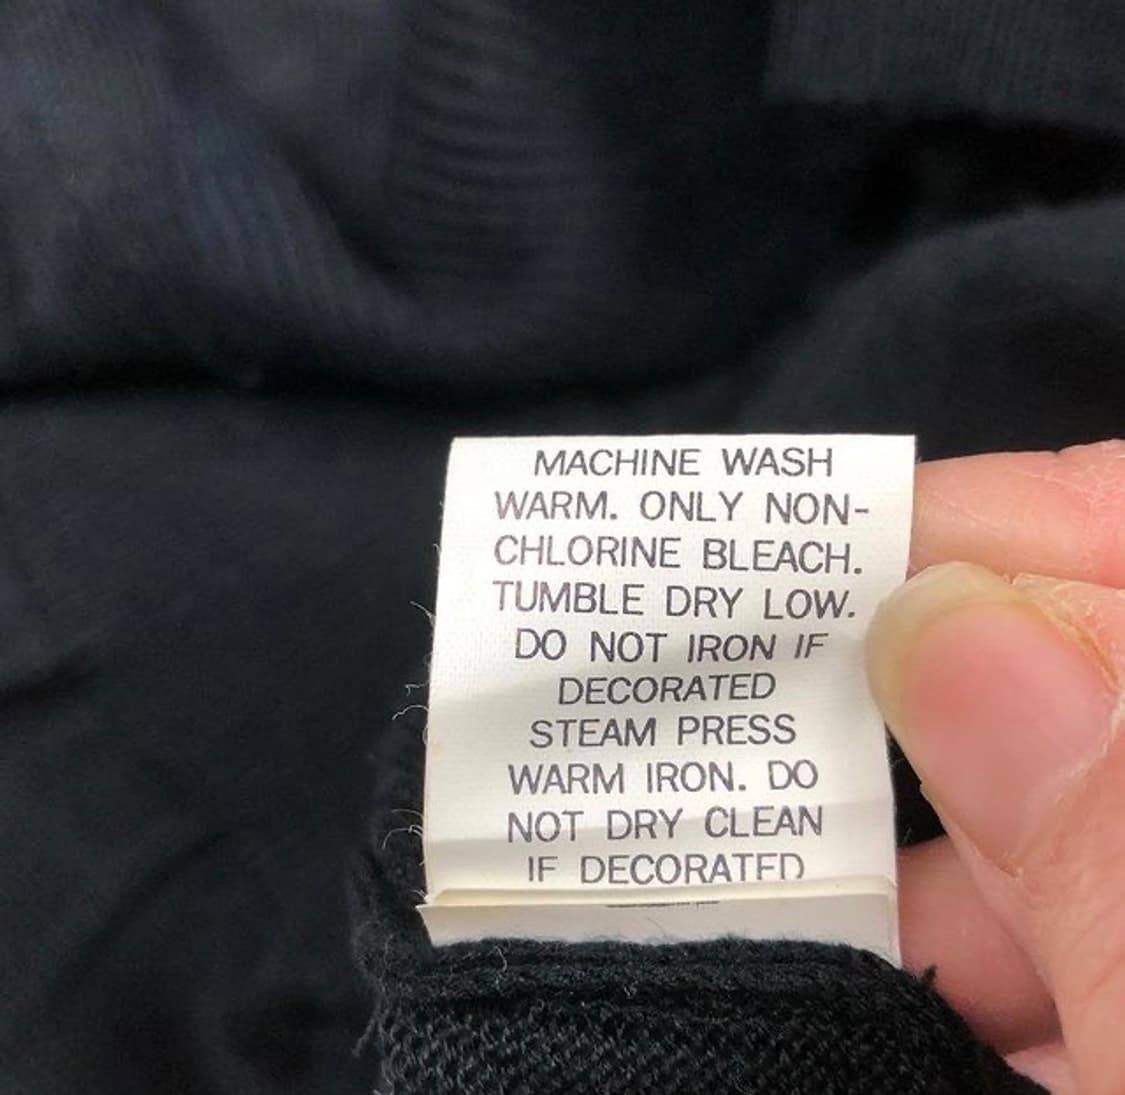 MACHINE WASH
WARM. ONLY NON-
CHLORINE BLEACH.
TUMBLE DRY LOW.
DO NOT IRON IF
DECORATED
STEAM PRESS
WARM IRON. DO
NOT DRY CLEAN
IF DECORATED